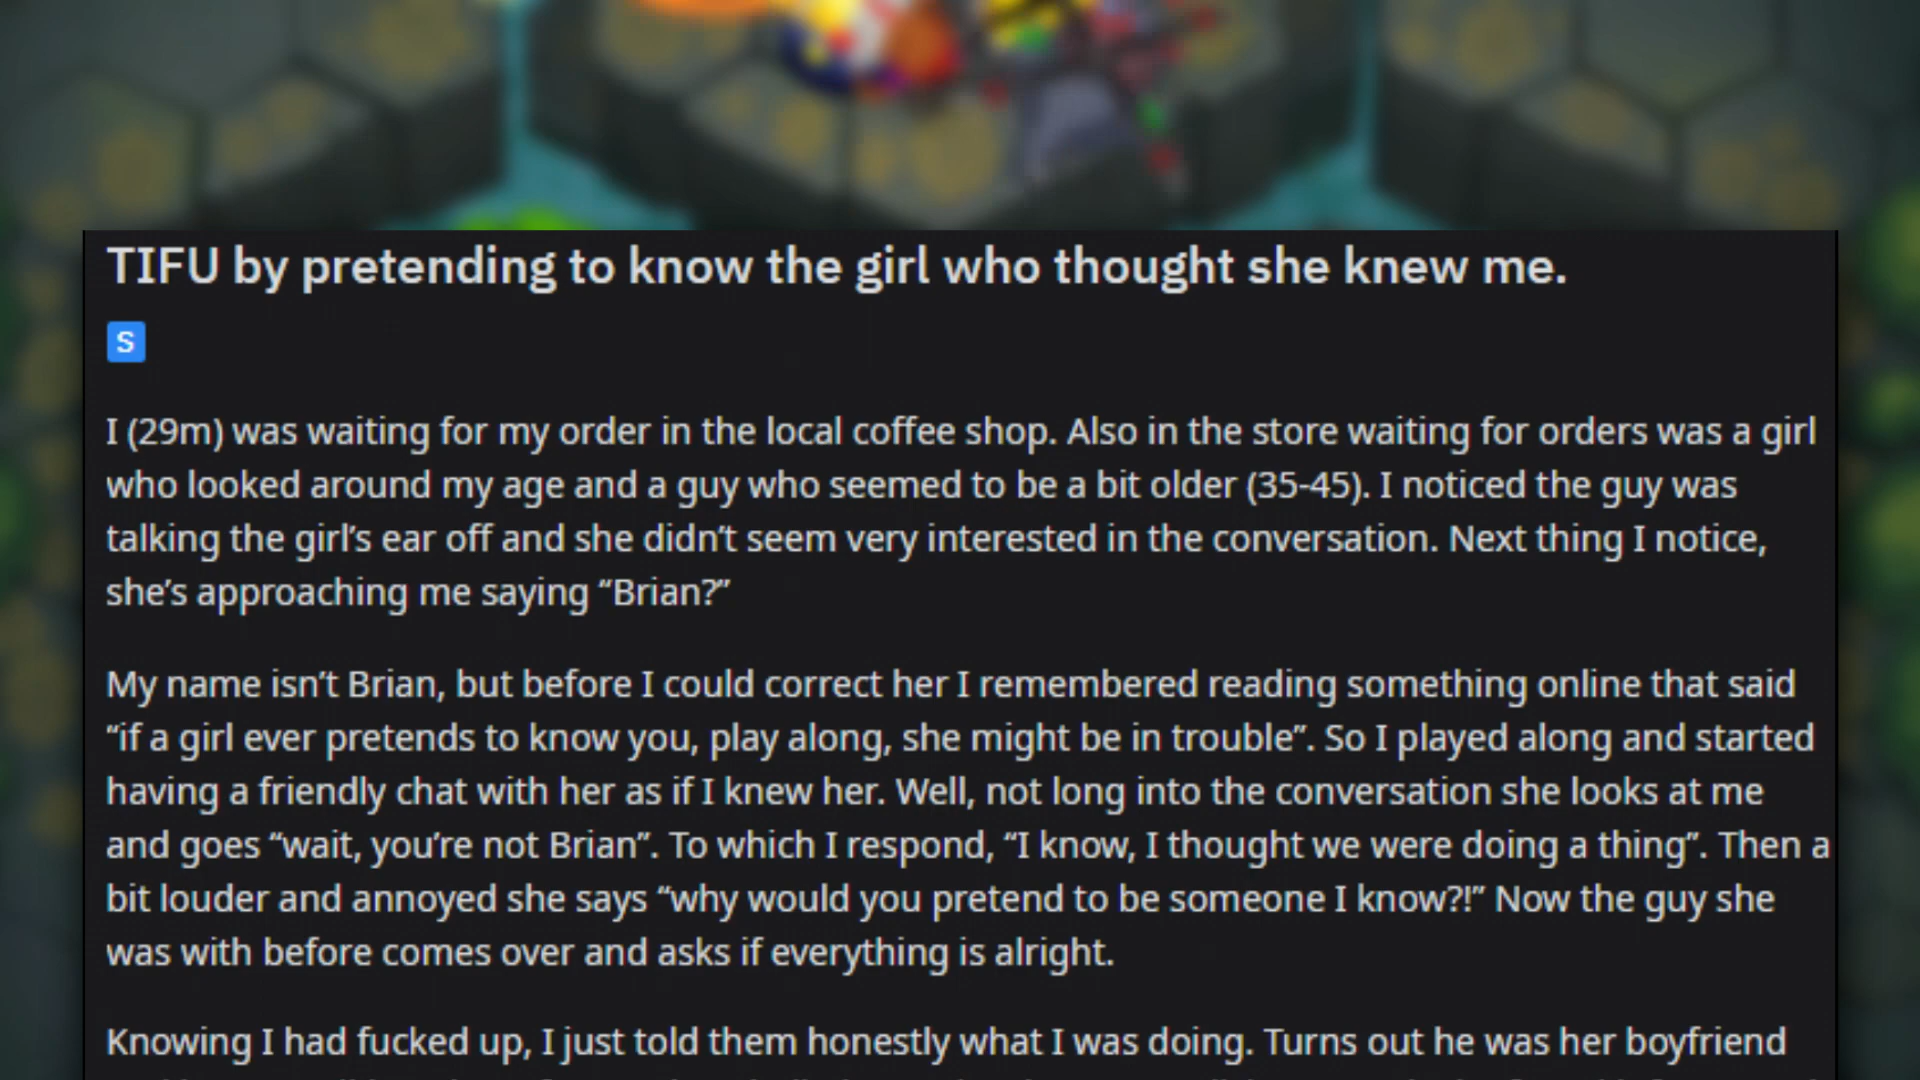 TIFU by pretending to know the girl who thought she knew me.
S
I (29m) was waiting for my order in the local coffee shop. Also in the store waiting for orders was a girl
who looked around my age and a guy who seemed to be a bit older (35-45). I noticed the guy was
talking the girl’s ear off and she didn’t seem very interested in the conversation. Next thing I notice,
she’s approaching me saying “Brian?”
My name isn’t Brian, but before I could correct her I remembered reading something online that said
“if a girl ever pretends to know you, play along, she might be in trouble”. So I played along and started
having a friendly chat with her as if I knew her. Well, not long into the conversation she looks at me
and goes “wait, you’re not Brian”. To which I respond, “I know, I thought we were doing a thing”. Then a
bit louder and annoyed she says “why would you pretend to be someone I know?!” Now the guy she
was with before comes over and asks if everything is alright.
Knowing I had fucked up, I just told them honestly what I was doing. Turns out he was her boyfriend